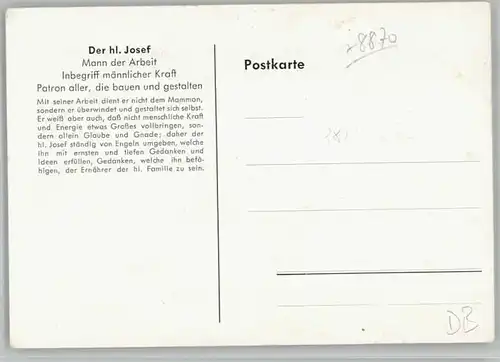 Der hl. Josef
Mann der Arbeit
Inbegriff männlicher Kraft
Patron aller, die bauen und gestalten
Mit seiner Arbeit dient er nicht dem Mammon,
sondern er überwindet und gestaltet sich selbst.
Er weiß aber auch, daß nicht menschliche Kraft
und Energie etwas Großes vollbringen, son-
dern allein Glaube und Gnade; daher der
hl. Josef ständig von Engeln umgeben, welche
ihn mit ernsten und tiefen Gedanken und
Ideen erfüllen, Gedanken, welche ihn befä-
higen, der Ernährer der hl. Familie zu sein.
Postkarte
8870
DB